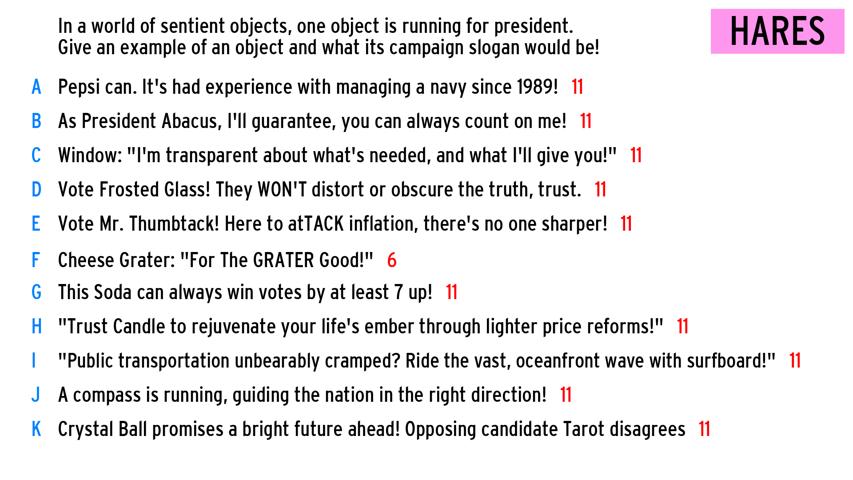 In a world of sentient objects, one object is running for president.
Give an example of an object and what its campaign slogan would be!
HARES
A Pepsi can. It's had experience with managing a navy since 1989! 11
B As President Abacus, I'll guarantee, you can always count on me! 11
C Window: "I'm transparent about what's needed, and what I'll give you!" 11
D Vote Frosted Glass! They WON'T distort or obscure the truth, trust. 11
E Vote Mr. Thumbtack! Here to atTACK inflation, there's no one sharper! 11
F Cheese Grater: "For The GRATER Good!" 6
G This Soda can always win votes by at least 7 up! 11
H "Trust Candle to rejuvenate your life's ember through lighter price reforms!" 11
I "Public transportation unbearably cramped? Ride the vast, oceanfront wave with surfboard!" 11
J A compass is running, guiding the nation in the right direction! 11
K Crystal Ball promises a bright future ahead! Opposing candidate Tarot disagrees 11